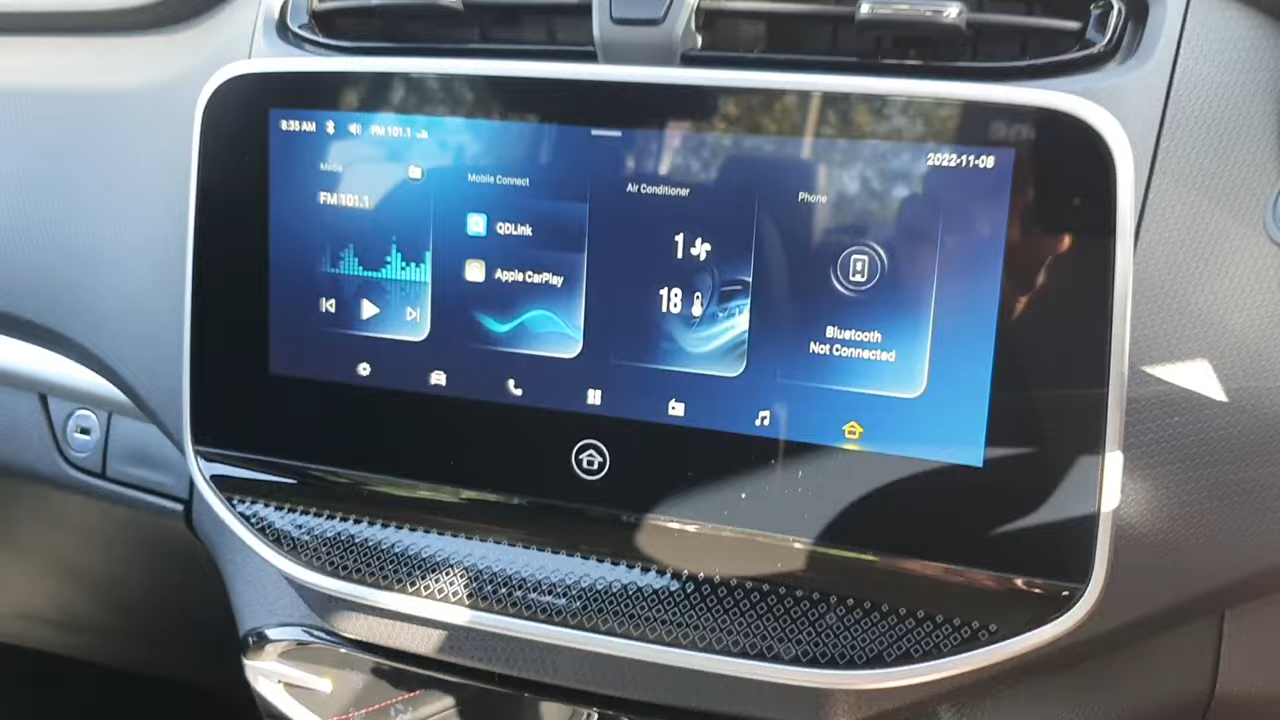 8:35 AM FM 101.1
2022-11-08
Media
FM 101.1
Mobile Connect
QDLink
Apple CarPlay
Air Conditioner
1
18
Phone
Bluetooth
Not Connected